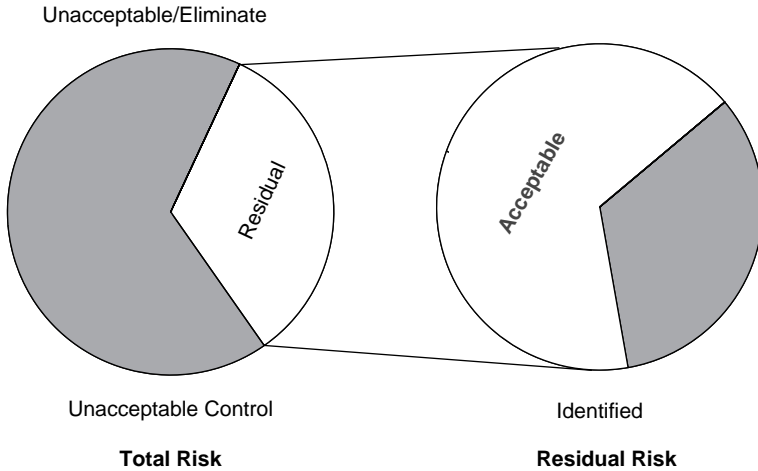 Unacceptable/Eliminate
Residual
Acceptable
Unacceptable Control
Identified
Total Risk
Residual Risk